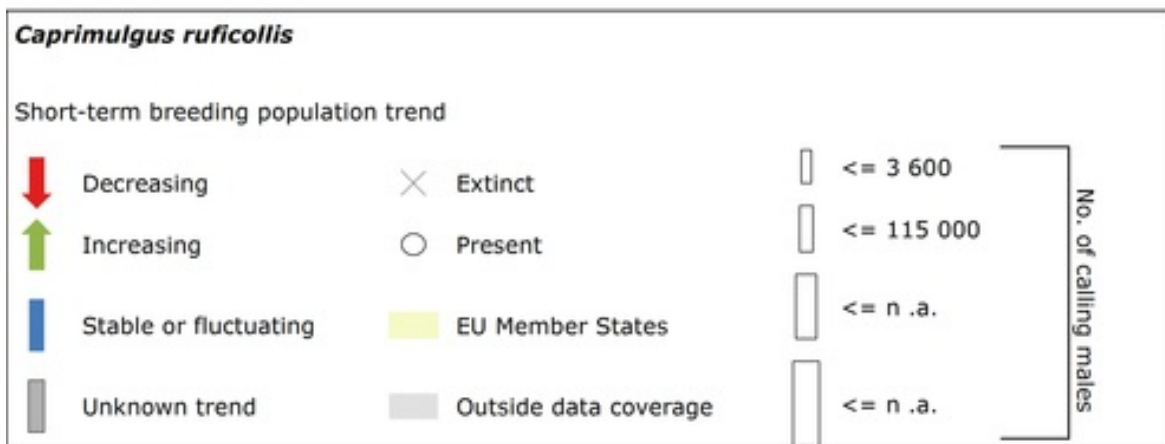 Caprimulgus ruficollis
Short-term breeding population trend
Decreasing
Increasing
Stable or fluctuating
Unknown trend
Extinct
Present
EU Member States
Outside data coverage
<= 3 600
<= 115 000
<= n .a.
<= n .a.
No. of calling males